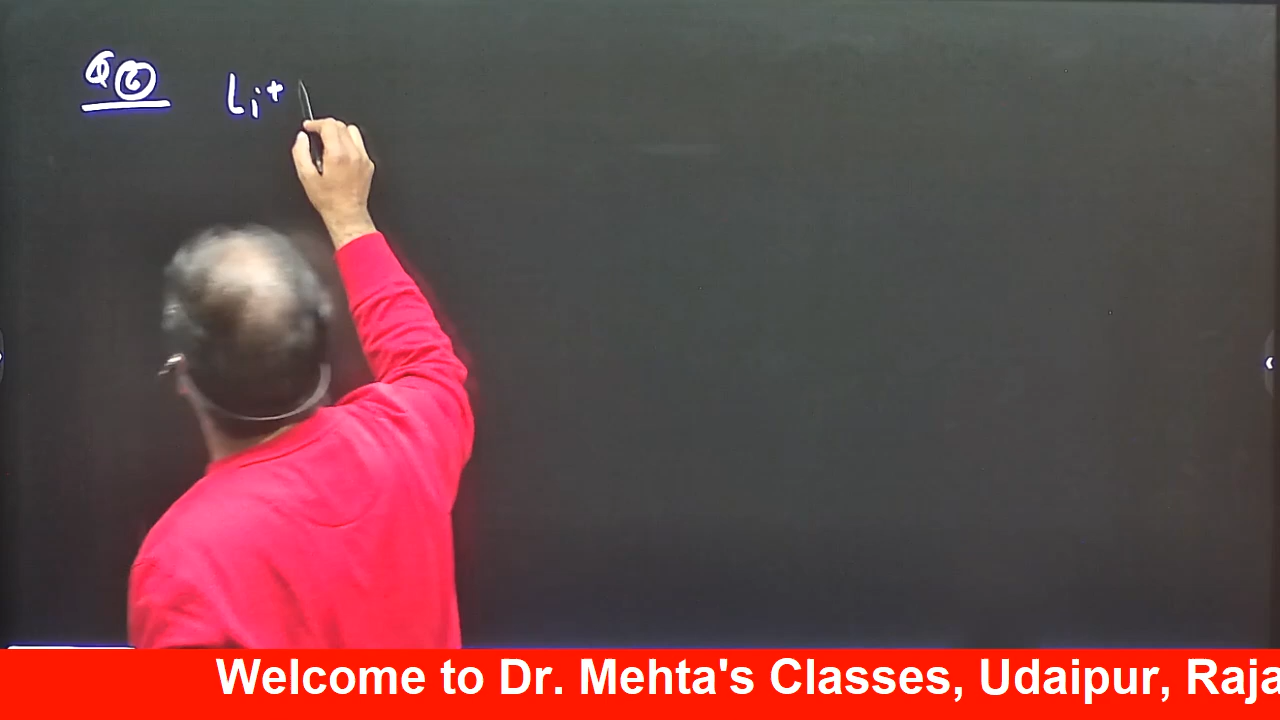 Q⑥ Li+
Welcome to Dr. Mehta's Classes, Udaipur, Raja